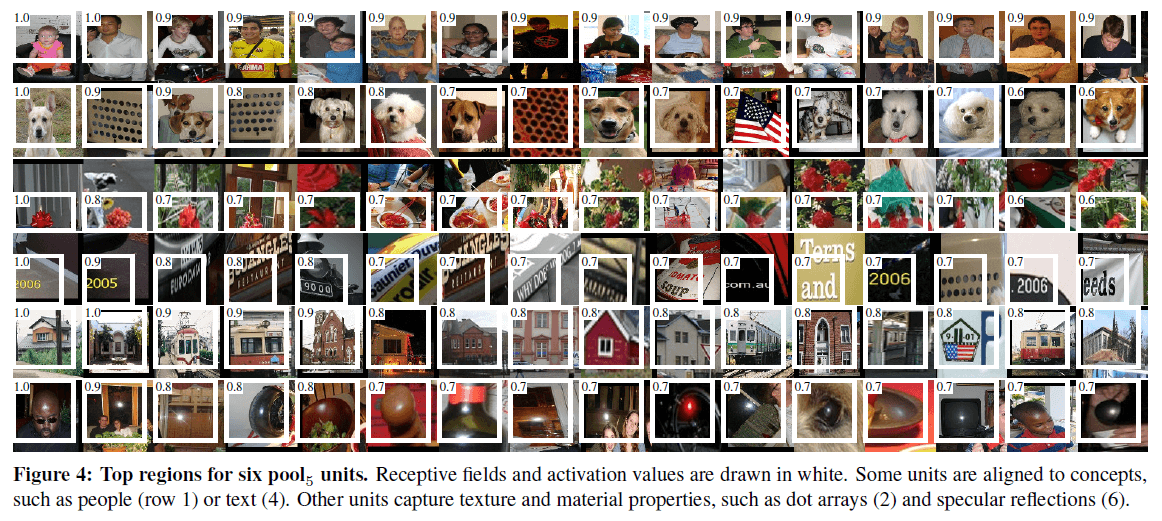 1.0 1.0 0.9 0.9 0.9 0.9 0.9 0.9 0.9 0.9 0.9 0.9 0.9 0.9 0.9 0.9
1.0 0.9 0.9 0.8 0.8 0.8 0.7 0.7 0.7 0.7 0.7 0.7 0.7 0.7 0.6 0.6
1.0 0.8 0.7 0.7 0.7 0.7 0.7 0.7 0.7 0.7 0.7 0.7 0.7 0.7 0.6 0.6
1.0 0.9 0.8 0.8 0.8 0.7 0.7 0.7 0.7 0.7 0.7 0.7 0.7 0.7 0.7 0.7
2006 2005 9000 WHY DOE SOUP com.au Terns and 2006 2006 eeds
1.0 1.0 0.9 0.9 0.9 0.8 0.8 0.8 0.8 0.8 0.8 0.8 0.8 0.8 0.8 0.8
1.0 0.9 0.8 0.8 0.8 0.7 0.7 0.7 0.7 0.7 0.7 0.7 0.7 0.7 0.7 0.7
Figure 4: Top regions for six pool5 units. Receptive fields and activation values are drawn in white. Some units are aligned to concepts,
such as people (row 1) or text (4). Other units capture texture and material properties, such as dot arrays (2) and specular reflections (6).